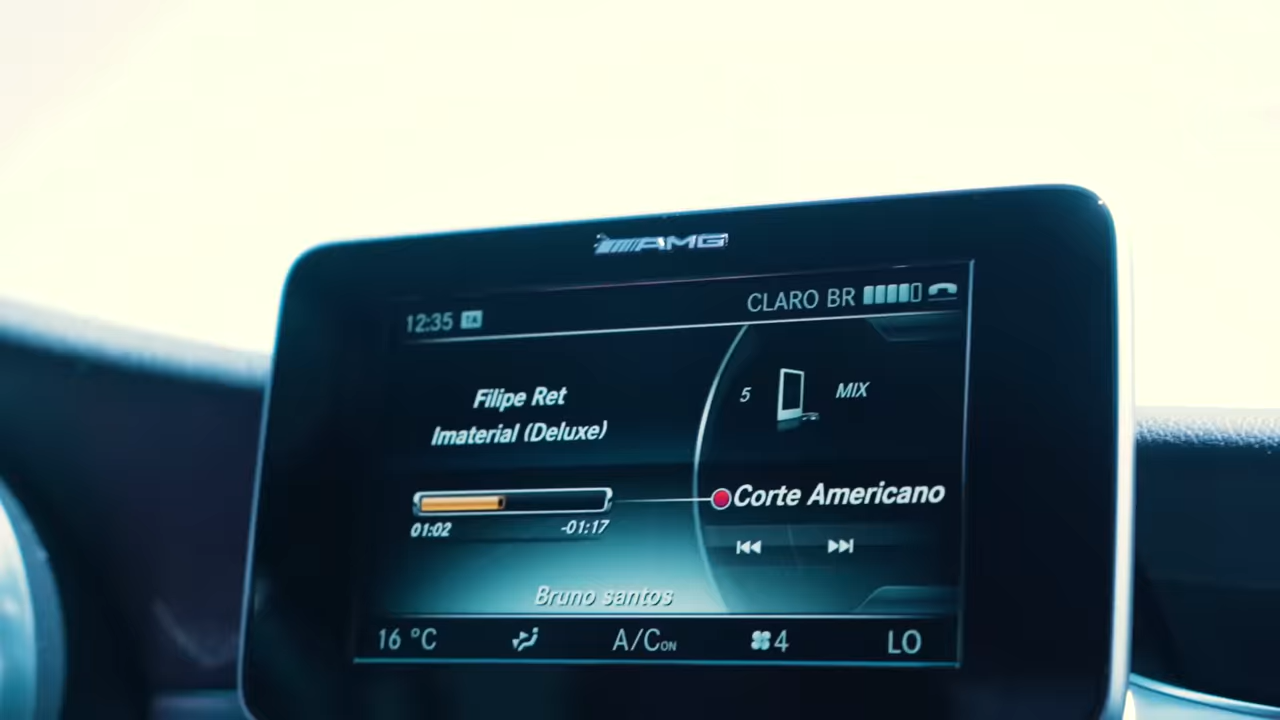 AMG
12:35 TA
CLARO BR
Filipe Ret
Imaterial (Deluxe)
5 MIX
Corte Americano
01:02 -01:17
Bruno santos
16 °C A/C ON 4 LO